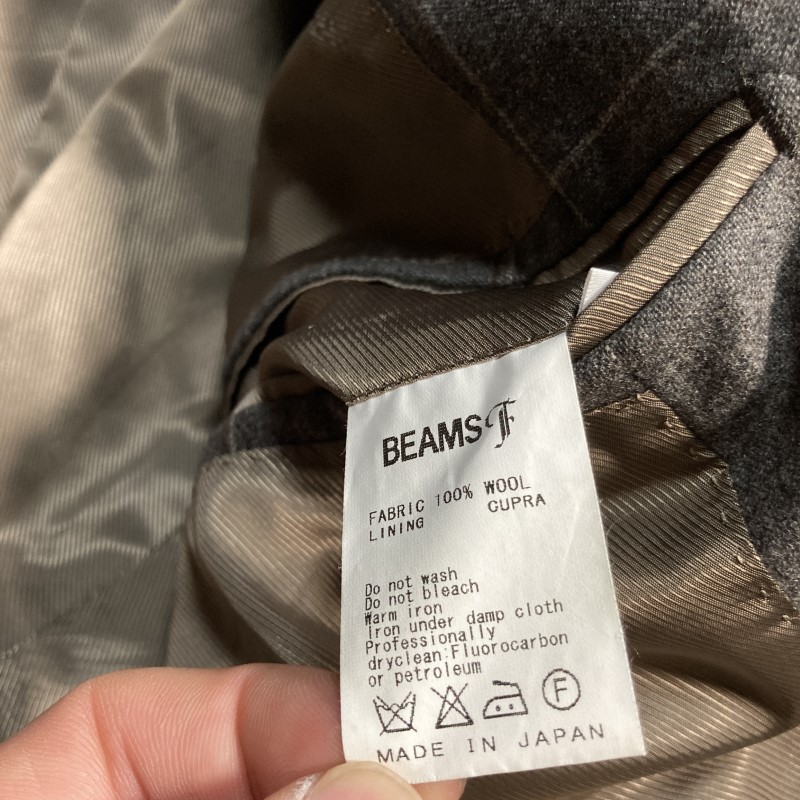 BEAMS F
FABRIC 100% WOOL
LINING CUPRA
Do not wash
Do not bleach
Warm iron
Iron under damp cloth
Professionally
dryclean:Fluorocarbon
or petroleum
F
MADE IN JAPAN